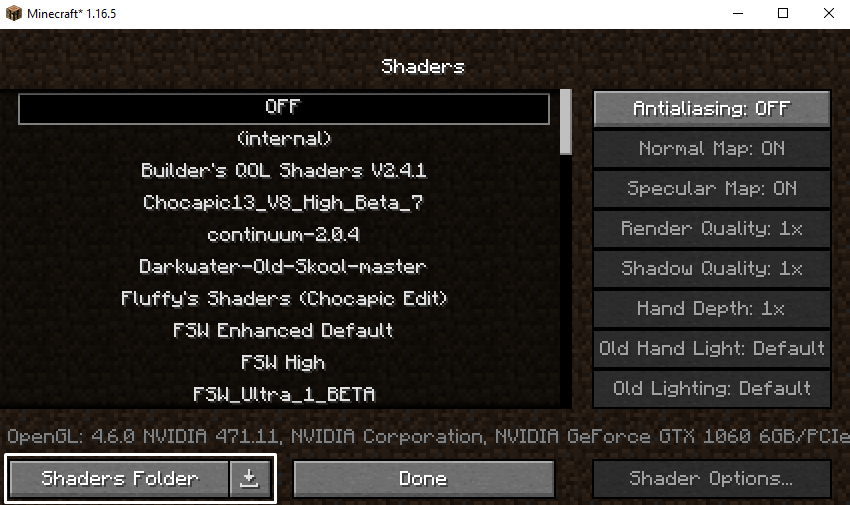 Minecraft* 1.16.5
Shaders
OFF
(internal)
Builder's QOL Shaders V2.4.1
Chocapic13_V8_High_Beta_7
continuum-2.0.4
Darkwater-Old-Skool-master
Fluffy's Shaders (Chocapic Edit)
FSW Enhanced Default
FSW High
FSW_Ultra_1_BETA
Antialiasing: OFF
Normal Map: ON
Specular Map: ON
Render Quality: 1x
Shadow Quality: 1x
Hand Depth: 1x
Old Hand Light: Default
Old Lighting: Default
OpenGL: 4.6.0 NVIDIA 471.11, NVIDIA Corporation, NVIDIA GeForce GTX 1060 6GB/PCIe
Shaders Folder
Done
Shader Options...